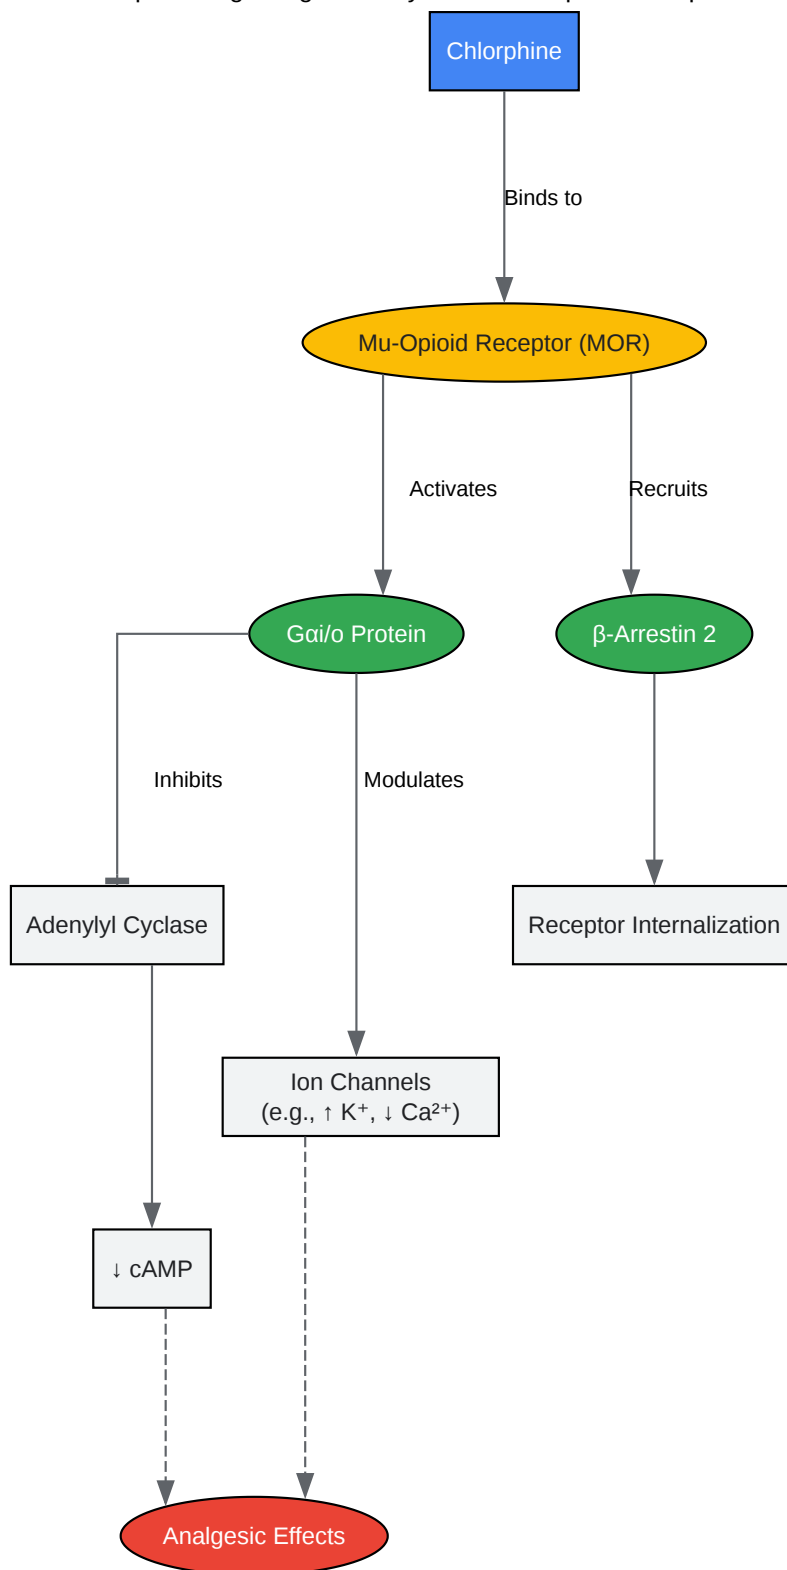 Chlorphine
Binds to
Mu-Opioid Receptor (MOR)
Activates
Recruits
Gαi/o Protein
β-Arrestin 2
Inhibits
Modulates
Adenylyl Cyclase
Receptor Internalization
Ion Channels
(e.g., ↑ K⁺, ↓ Ca²⁺)
↓ cAMP
Analgesic Effects